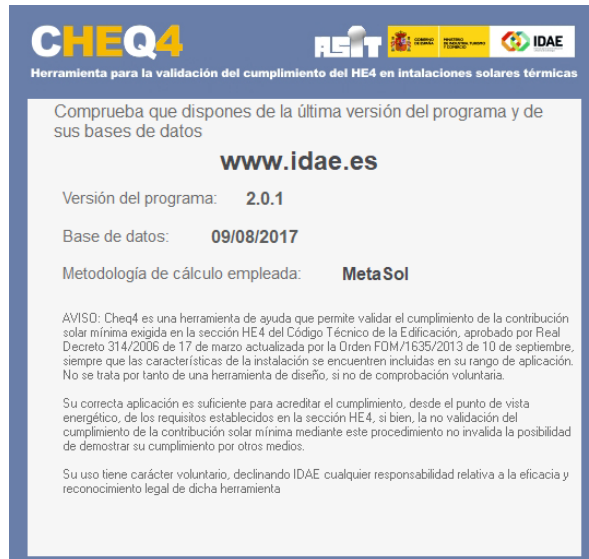 CHEQ4
ASIT
GOBIERNO DE ESPAÑA
MINISTERIO DE INDUSTRIA, TURISMO Y COMERCIO
IDAE
Herramienta para la validación del cumplimiento del HE4 en intalaciones solares térmicas
Comprueba que dispones de la última versión del programa y de
sus bases de datos
www.idae.es
Versión del programa: 2.0.1
Base de datos: 09/08/2017
Metodología de cálculo empleada: MetaSol
AVISO: Cheq4 es una herramienta de ayuda que permite validar el cumplimiento de la contribución
solar mínima exigida en la sección HE4 del Código Técnico de la Edificación, aprobado por Real
Decreto 314/2006 de 17 de marzo actualizada por la Orden FOM/1635/2013 de 10 de septiembre,
siempre que las características de la instalación se encuentren incluidas en su rango de aplicación.
No se trata por tanto de una herramienta de diseño, si no de comprobación voluntaria.
Su correcta aplicación es suficiente para acreditar el cumplimiento, desde el punto de vista
energético, de los requisitos establecidos en la sección HE4, si bien, la no validación del
cumplimiento de la contribución solar mínima mediante este procedimiento no invalida la posibilidad
de demostrar su cumplimiento por otros medios.
Su uso tiene carácter voluntario, declinando IDAE cualquier responsabilidad relativa a la eficacia y
reconocimiento legal de dicha herramienta